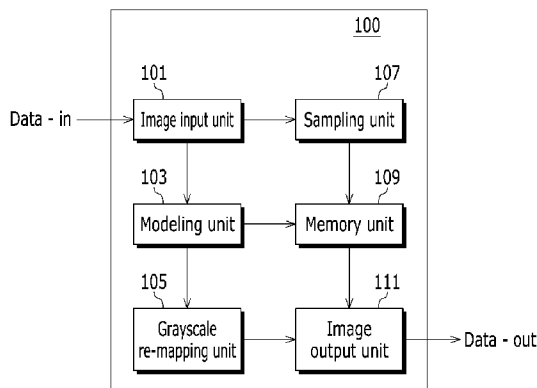 100
101
107
Data - in
Image input unit
Sampling unit
103
109
Modeling unit
Memory unit
105
111
Grayscale
re-mapping unit
Image
output unit
Data - out